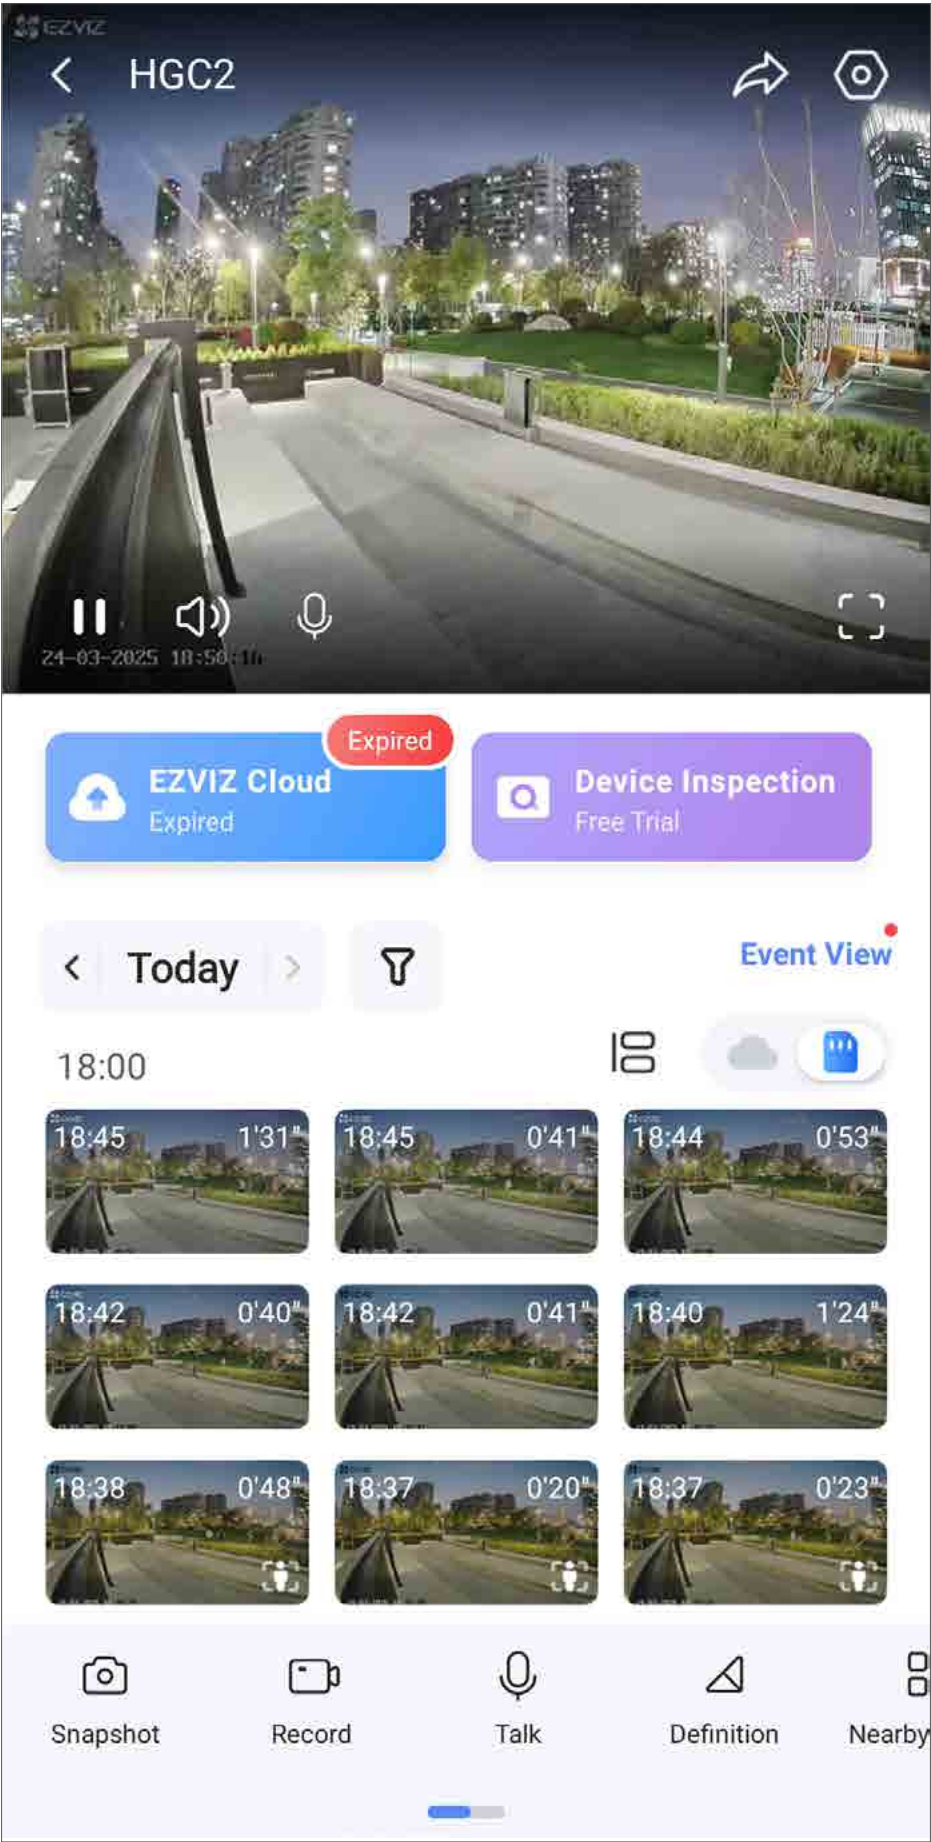 EZVIZ
HGC2
24-03-2025 18:50:
Expired
EZVIZ Cloud
Expired
Device Inspection
Free Trial
Today
Event View
18:00
18:45 1'31"
18:45 0'41"
18:44 0'53"
18:42 0'40"
18:42 0'41"
18:40 1'24"
18:38 0'48"
18:37 0'20"
18:37 0'23"
Snapshot
Record
Talk
Definition
Nearby